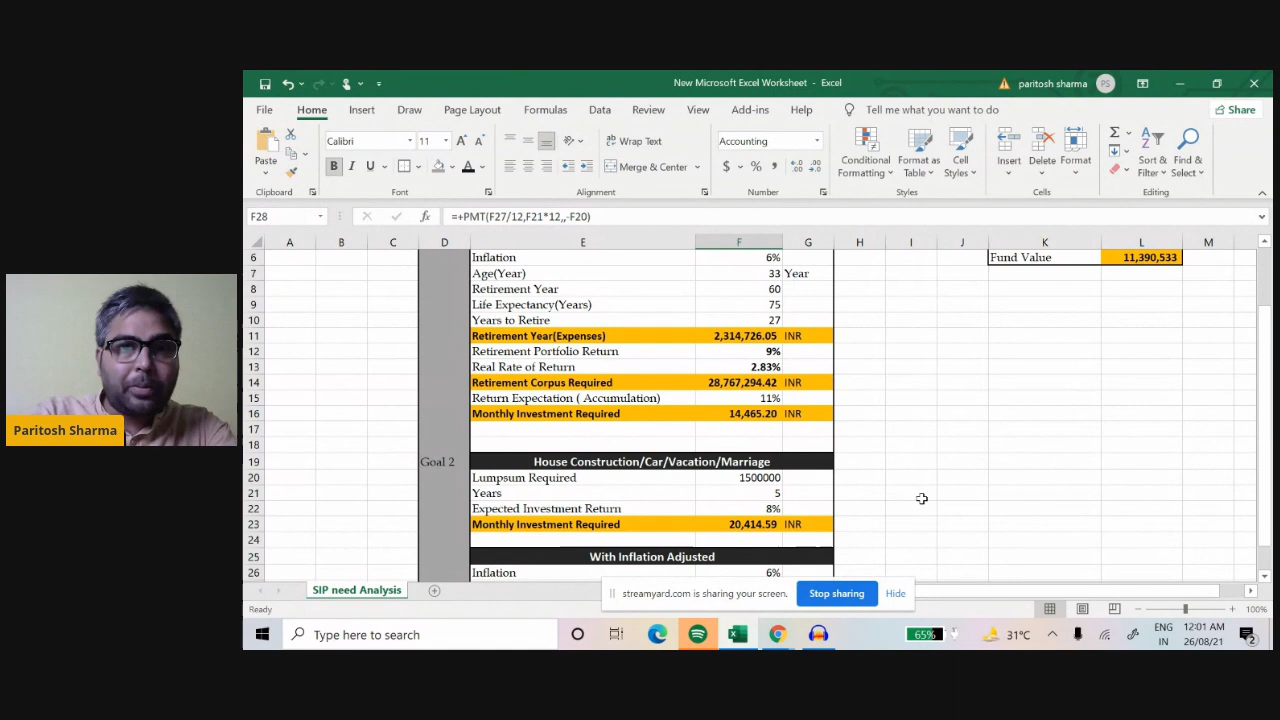 New Microsoft Excel Worksheet - Excel
paritosh sharma PS
File Home Insert Draw Page Layout Formulas Data Review View Add-ins Help Tell me what you want to do Share
Paste
Calibri 11
B I U
Wrap Text
Merge & Center
Accounting
$ % ,
Conditional Formatting
Format as Table
Cell Styles
Insert Delete Format
Sort & Filter
Find & Select
Clipboard Font Alignment Number Styles Cells Editing
F28 fx =+PMT(F27/12,F21*12,,-F20)
A B C D E F G H I J K L M
6 Inflation 6% Fund Value 11,390,533
7 Age(Year) 33 Year
8 Retirement Year 60
9 Life Expectancy(Years) 75
10 Years to Retire 27
11 Retirement Year(Expenses) 2,314,726.05 INR
12 Retirement Portfolio Return 9%
13 Real Rate of Return 2.83%
14 Retirement Corpus Required 28,767,294.42 INR
15 Return Expectation ( Accumulation) 11%
16 Monthly Investment Required 14,465.20 INR
17
18
19 Goal 2 House Construction/Car/Vacation/Marriage
20 Lumpsum Required 1500000
21 Years 5
22 Expected Investment Return 8%
23 Monthly Investment Required 20,414.59 INR
24
25 With Inflation Adjusted
26 Inflation 6%
Paritosh Sharma
SIP need Analysis
streamyard.com is sharing your screen. Stop sharing Hide
Ready 100%
Type here to search
65% 31°C ENG IN 12:01 AM 26/08/21 2